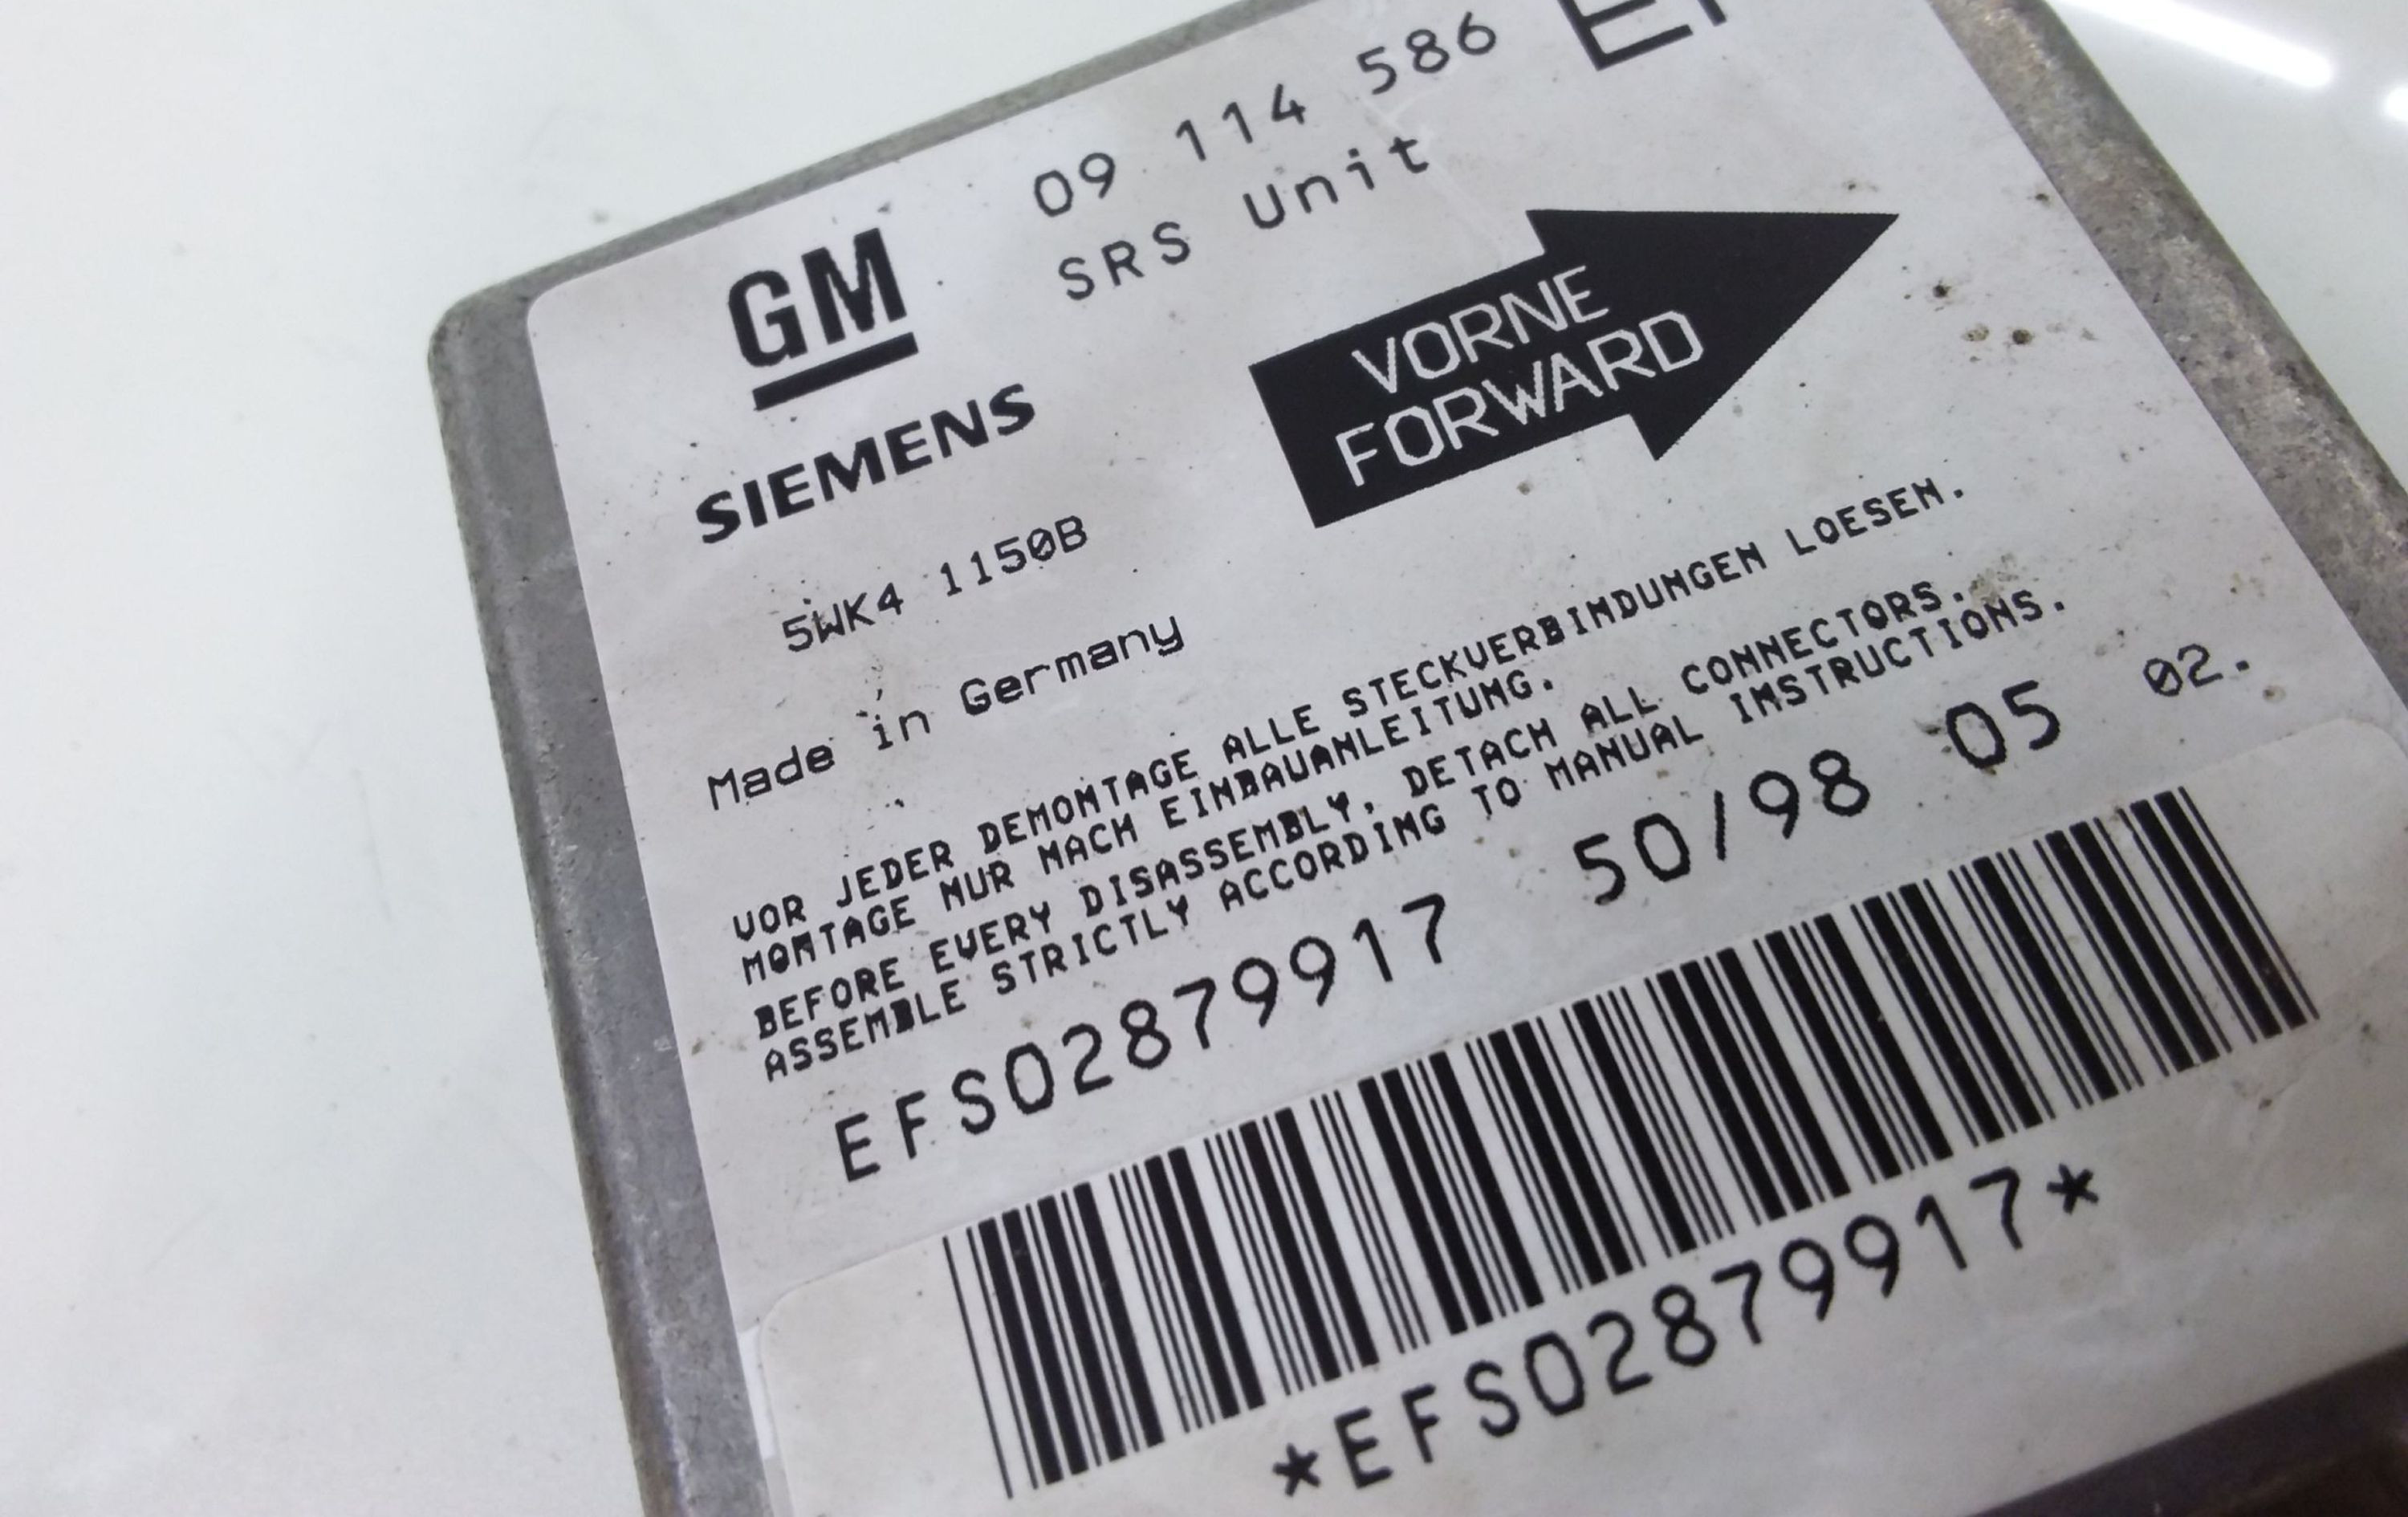 09 114 586
SRS Unit
GM
SIEMENS
VORNE
FORWARD
5WK4 1150B
Made in Germany
VOR JEDER DEMONTAGE ALLE STECKVERBINDUNGEN LOESEN.
MONTAGE NUR NACH EINBAUANLEITUNG.
BEFORE EVERY DISASSEMBLY, DETACH ALL CONNECTORS.
ASSEMBLE STRICTLY ACCORDING TO MANUAL INSTRUCTIONS.
EFS02879917 50/98 05 02.
*EFS02879917*